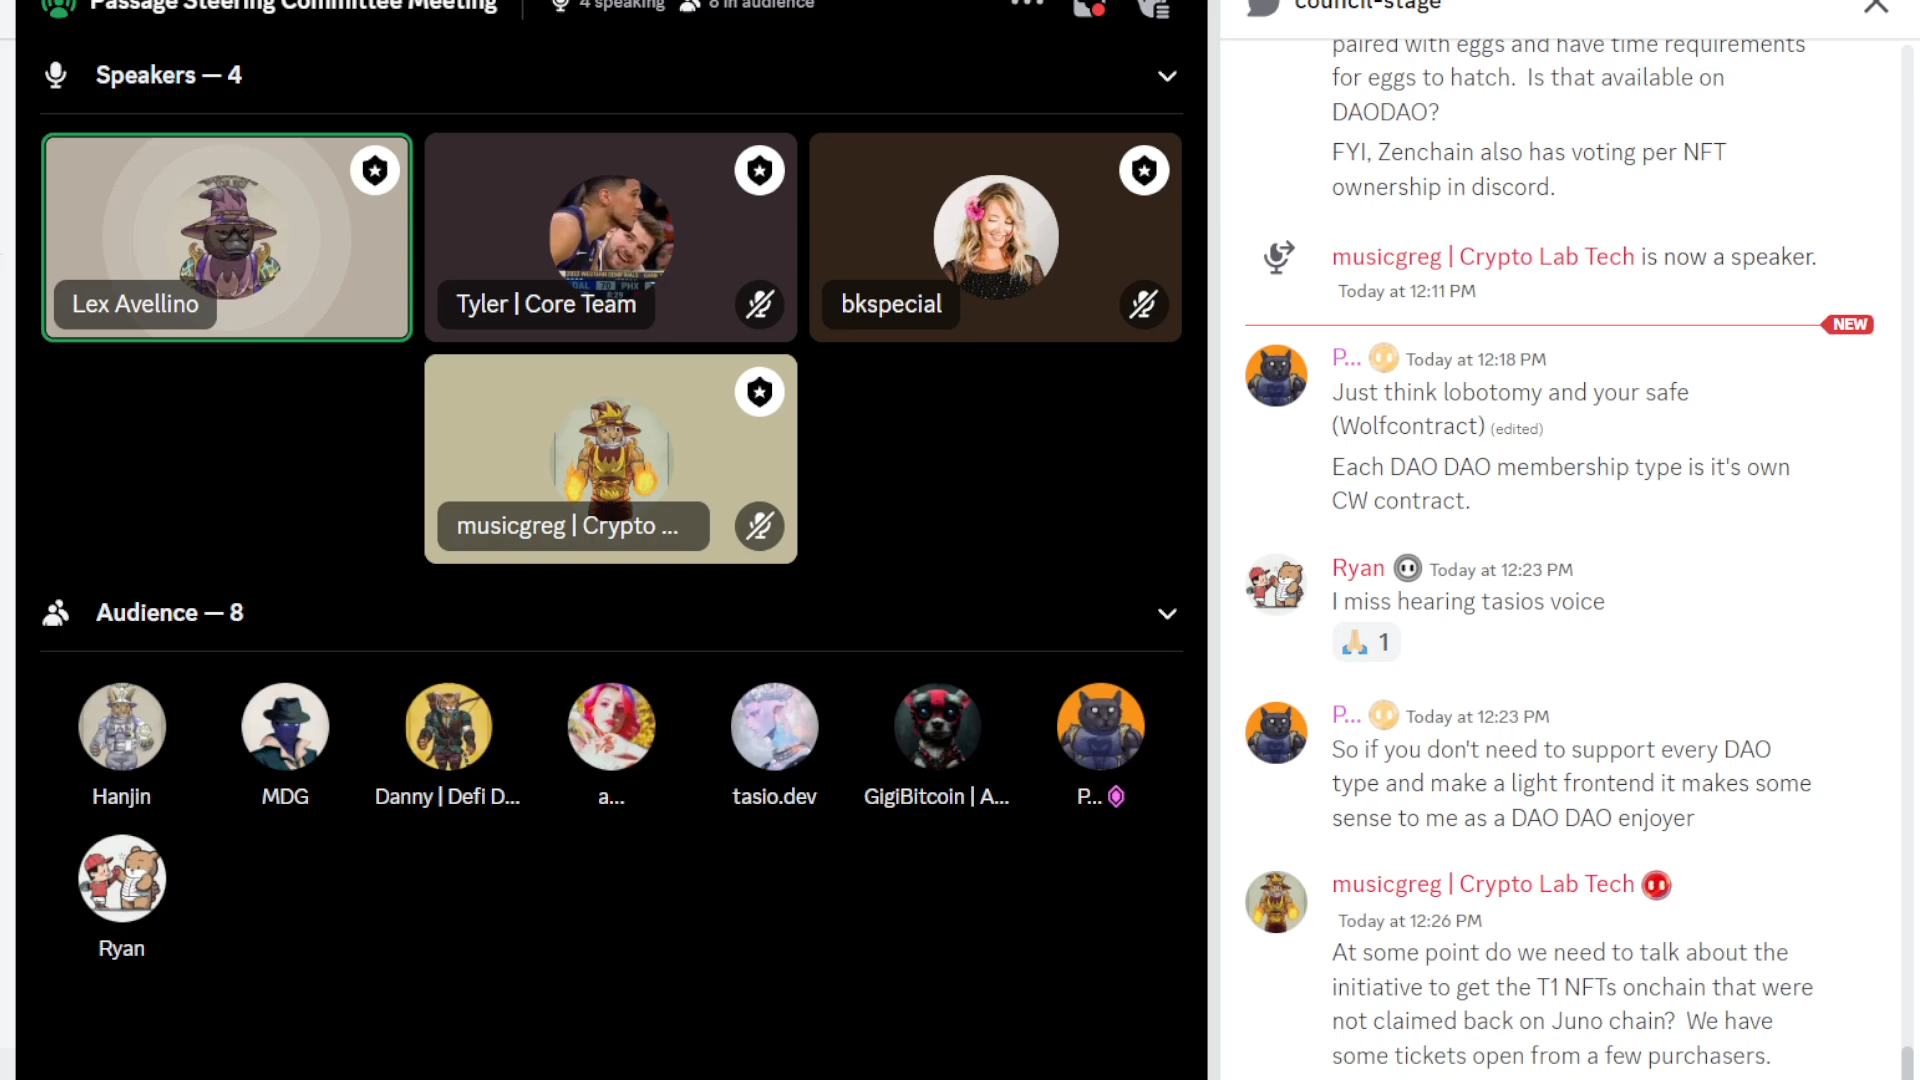 Passage Steering Committee Meeting
4 speaking
8 in audience
Speakers — 4
Lex Avellino
Tyler | Core Team
bkspecial
musicgreg | Crypto ...
Audience — 8
Hanjin
MDG
Danny | Defi D...
a...
tasio.dev
GigiBitcoin | A...
P...
Ryan
council-stage
paired with eggs and have time requirements
for eggs to hatch. Is that available on
DAODAO?
FYI, Zenchain also has voting per NFT
ownership in discord.
musicgreg | Crypto Lab Tech is now a speaker.
Today at 12:11 PM
NEW
P... Today at 12:18 PM
Just think lobotomy and your safe
(Wolfcontract) (edited)
Each DAO DAO membership type is it's own
CW contract.
Ryan Today at 12:23 PM
I miss hearing tasios voice
1
P... Today at 12:23 PM
So if you don't need to support every DAO
type and make a light frontend it makes some
sense to me as a DAO DAO enjoyer
musicgreg | Crypto Lab Tech
Today at 12:26 PM
At some point do we need to talk about the
initiative to get the T1 NFTs onchain that were
not claimed back on Juno chain? We have
some tickets open from a few purchasers.